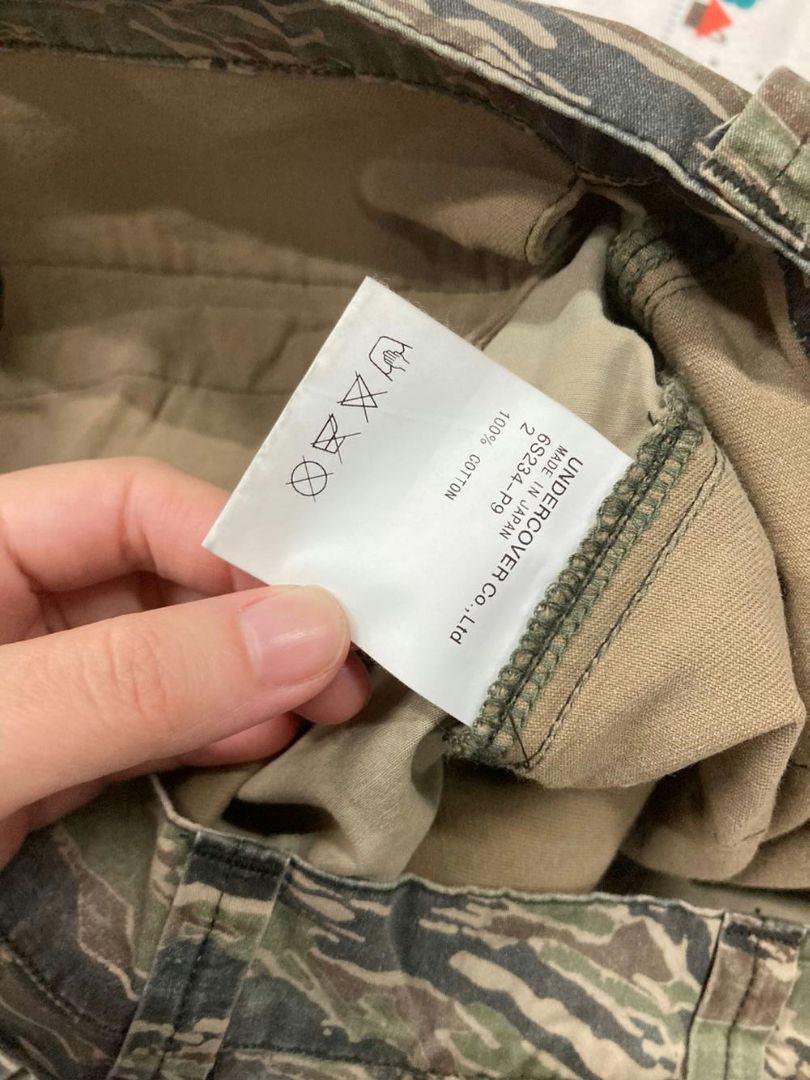 UNDERCOVER Co.,Ltd
MADE IN JAPAN
6S234-P9
2
100% COTTON